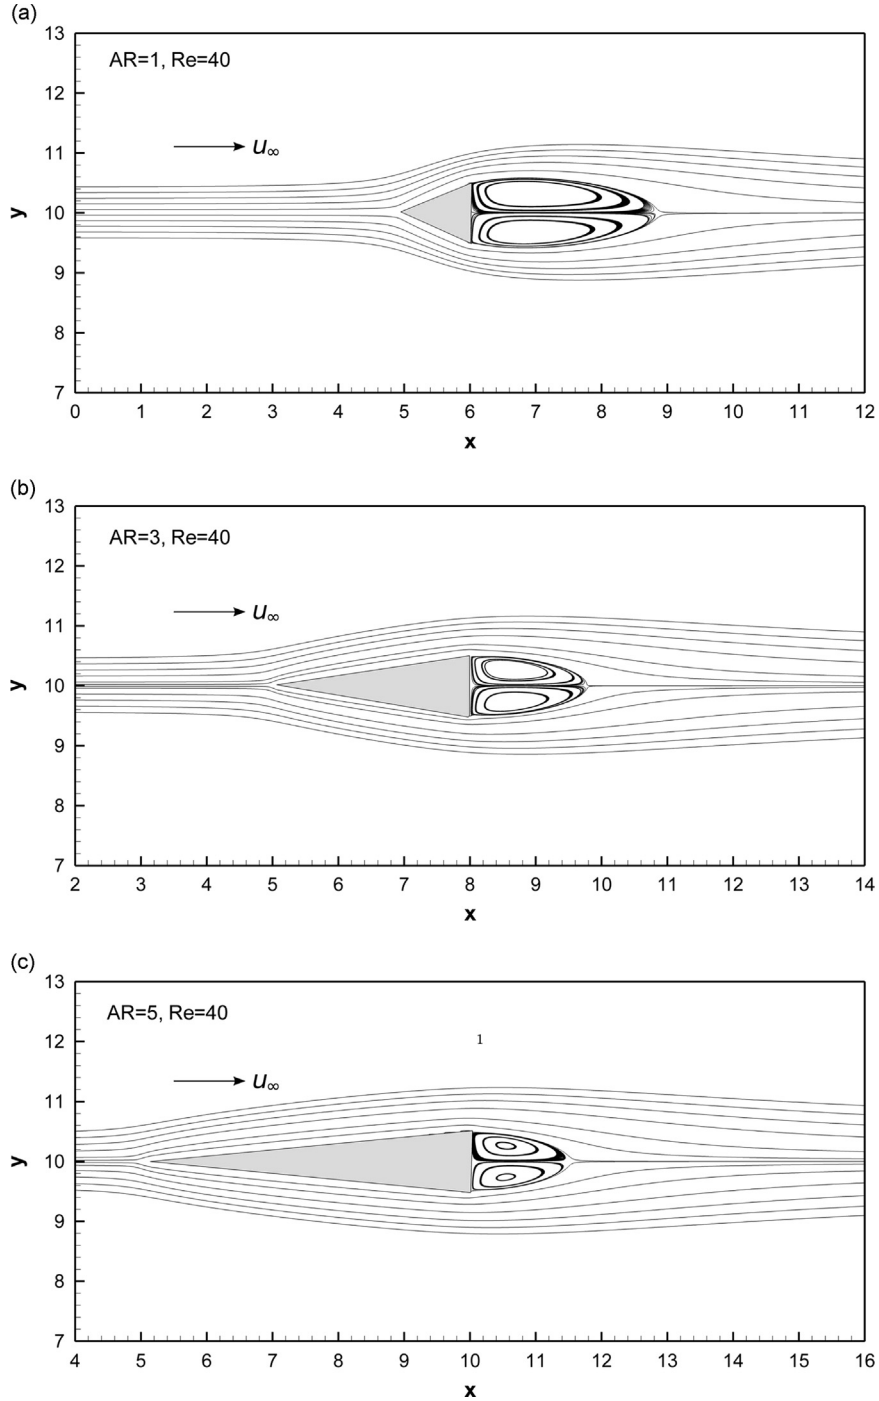 (a)
AR=1, Re=40
u∞
y
13
12
11
10
9
8
7
0 1 2 3 4 5 6 7 8 9 10 11 12
x
(b)
AR=3, Re=40
u∞
y
13
12
11
10
9
8
7
2 3 4 5 6 7 8 9 10 11 12 13 14
x
(c)
AR=5, Re=40
1
u∞
y
13
12
11
10
9
8
7
4 5 6 7 8 9 10 11 12 13 14 15 16
x